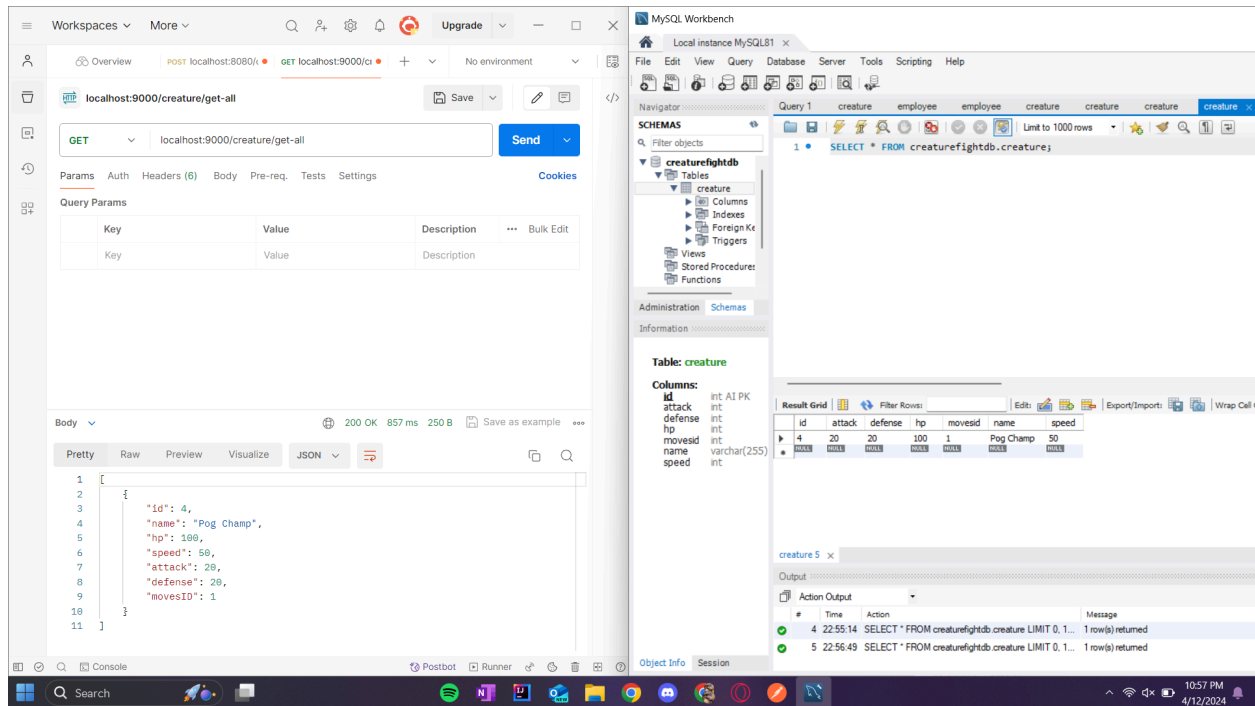 Workspaces More Upgrade
Overview POST localhost:8080/c GET localhost:9000/cr No environment
HTTP localhost:9000/creature/get-all Save
GET localhost:9000/creature/get-all Send
Params Auth Headers (6) Body Pre-req. Tests Settings Cookies
Query Params
Key Value Description Bulk Edit
Key Value Description
Body 200 OK 857 ms 250 B Save as example
Pretty Raw Preview Visualize JSON
1 [
2 {
3 "id": 4,
4 "name": "Pog Champ",
5 "hp": 100,
6 "speed": 50,
7 "attack": 20,
8 "defense": 20,
9 "movesID": 1
10 }
11 ]
Console Postbot Runner
MySQL Workbench
Local instance MySQL81
File Edit View Query Database Server Tools Scripting Help
Navigator
SCHEMAS
Filter objects
creaturefightdb
Tables
creature
Columns
Indexes
Foreign Ke
Triggers
Views
Stored Procedures
Functions
Administration Schemas
Information
Table: creature
Columns:
id int AI PK
attack int
defense int
hp int
movesid int
name varchar(255)
speed int
Object Info Session
Query 1 creature employee employee creature creature creature creature
Limit to 1000 rows
1 SELECT * FROM creaturefightdb.creature;
Result Grid Filter Rows: Edit: Export/Import: Wrap Cell
id attack defense hp movesid name speed
4 20 20 100 1 Pog Champ 50
NULL NULL NULL NULL NULL NULL NULL
creature 5
Output
Action Output
# Time Action Message
4 22:55:14 SELECT * FROM creaturefightdb.creature LIMIT 0, 1... 1 row(s) returned
5 22:56:49 SELECT * FROM creaturefightdb.creature LIMIT 0, 1... 1 row(s) returned
Search
10:57 PM
4/12/2024